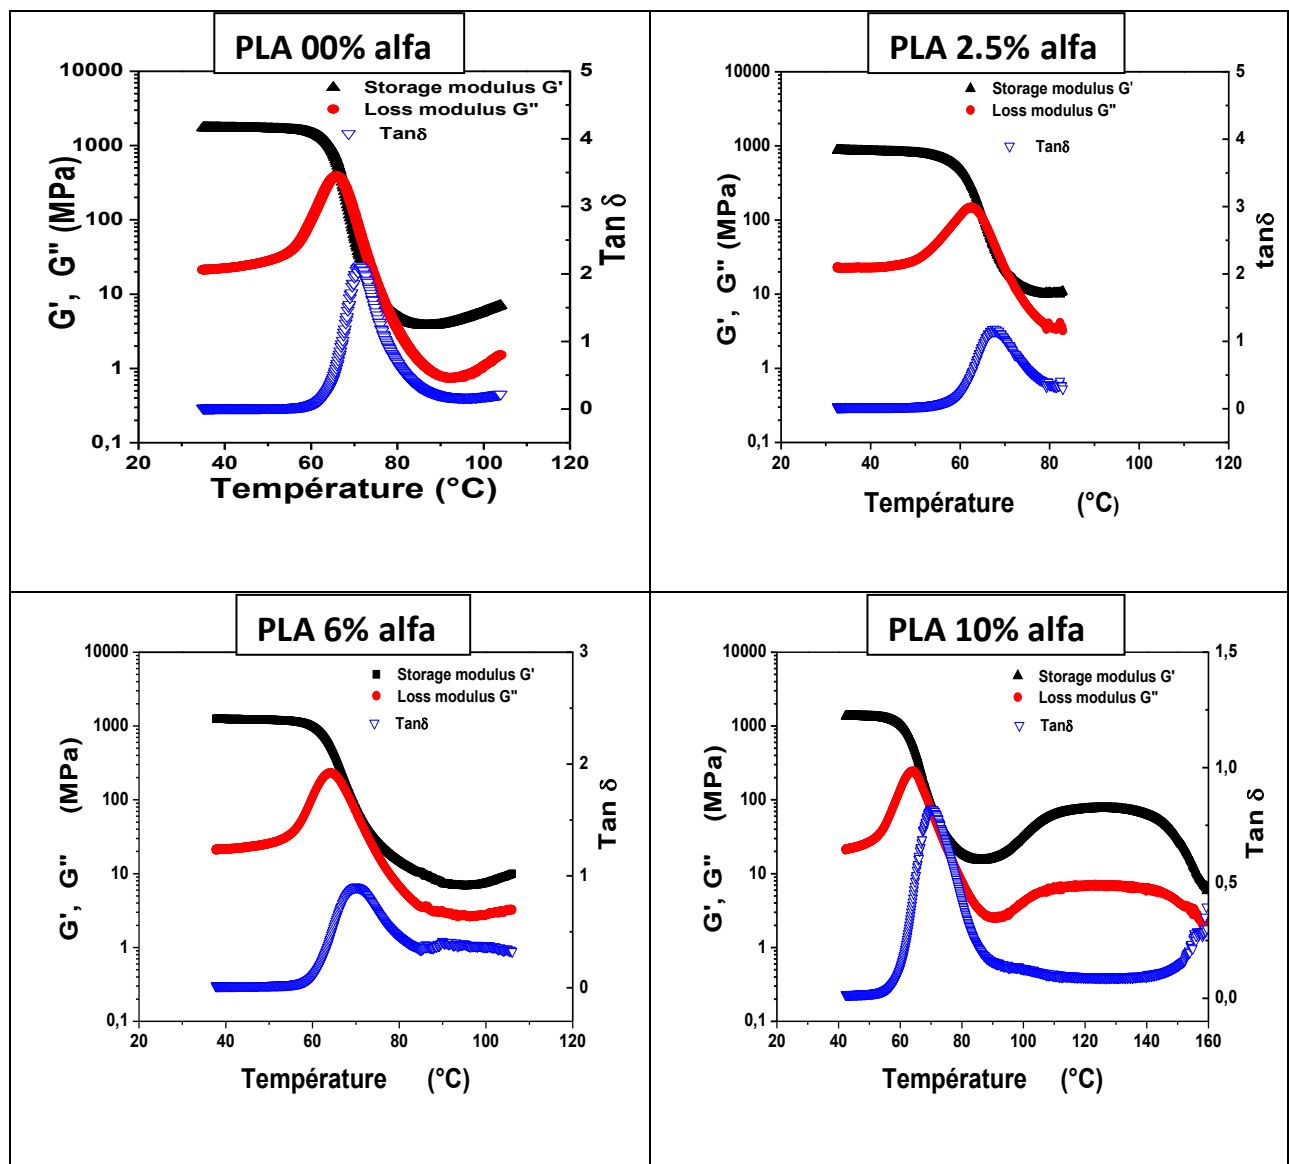 PLA 00% alfa
Storage modulus G'
Loss modulus G"
Tanδ
10000
1000
100
10
1
0,1
G', G" (MPa)
5
4
3
2
1
0
Tan δ
20 40 60 80 100 120
Température (°C)
PLA 2.5% alfa
Storage modulus G'
Loss modulus G"
Tanδ
10000
1000
100
10
1
0,1
G', G" (MPa)
5
4
3
2
1
0
tanδ
20 40 60 80 100 120
Température (°C)
PLA 6% alfa
Storage modulus G'
Loss modulus G"
Tanδ
10000
1000
100
10
1
0,1
G', G" (MPa)
3
2
1
0
Tan δ
20 40 60 80 100 120
Température (°C)
PLA 10% alfa
Storage modulus G'
Loss modulus G"
Tanδ
10000
1000
100
10
1
0,1
G', G" (MPa)
1,5
1,0
0,5
0,0
Tan δ
20 40 60 80 100 120 140 160
Température (°C)